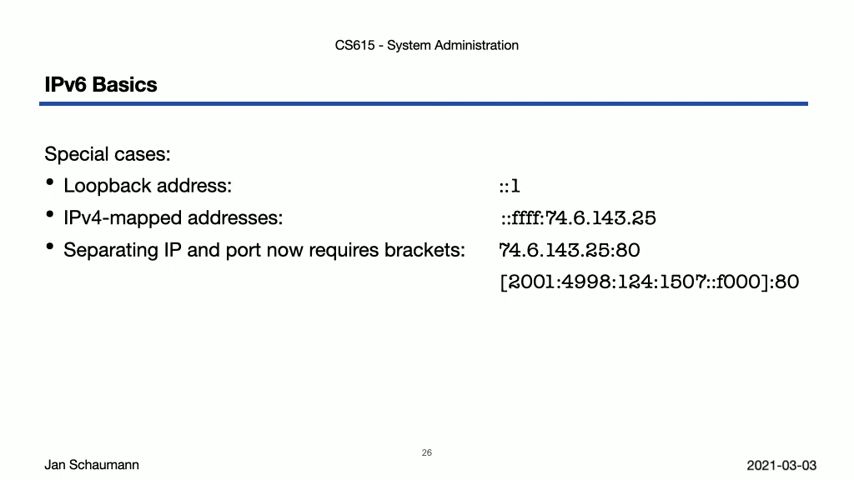 CS615 - System Administration
IPv6 Basics
Special cases:
• Loopback address: ::1
• IPv4-mapped addresses: ::ffff:74.6.143.25
• Separating IP and port now requires brackets: 74.6.143.25:80
[2001:4998:124:1507::f000]:80
26
Jan Schaumann 2021-03-03